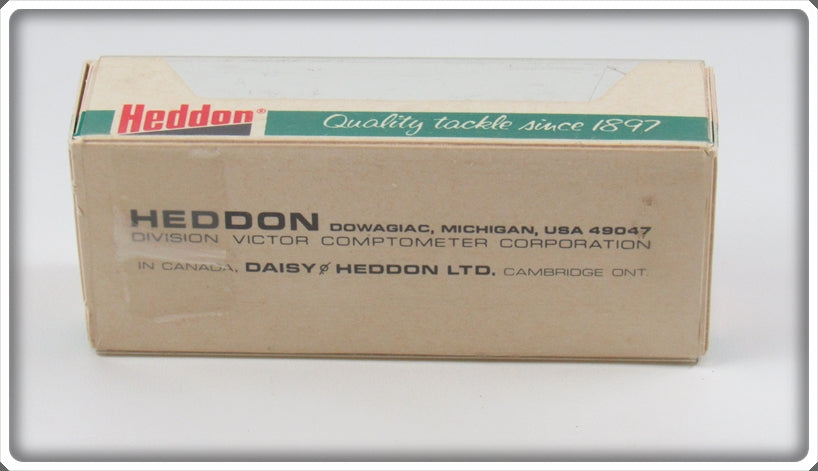 Heddon® Quality tackle since 1897
HEDDON DOWAGIAC, MICHIGAN, USA 49047
DIVISION VICTOR COMPTOMETER CORPORATION
IN CANADA, DAISY HEDDON LTD. CAMBRIDGE ONT.